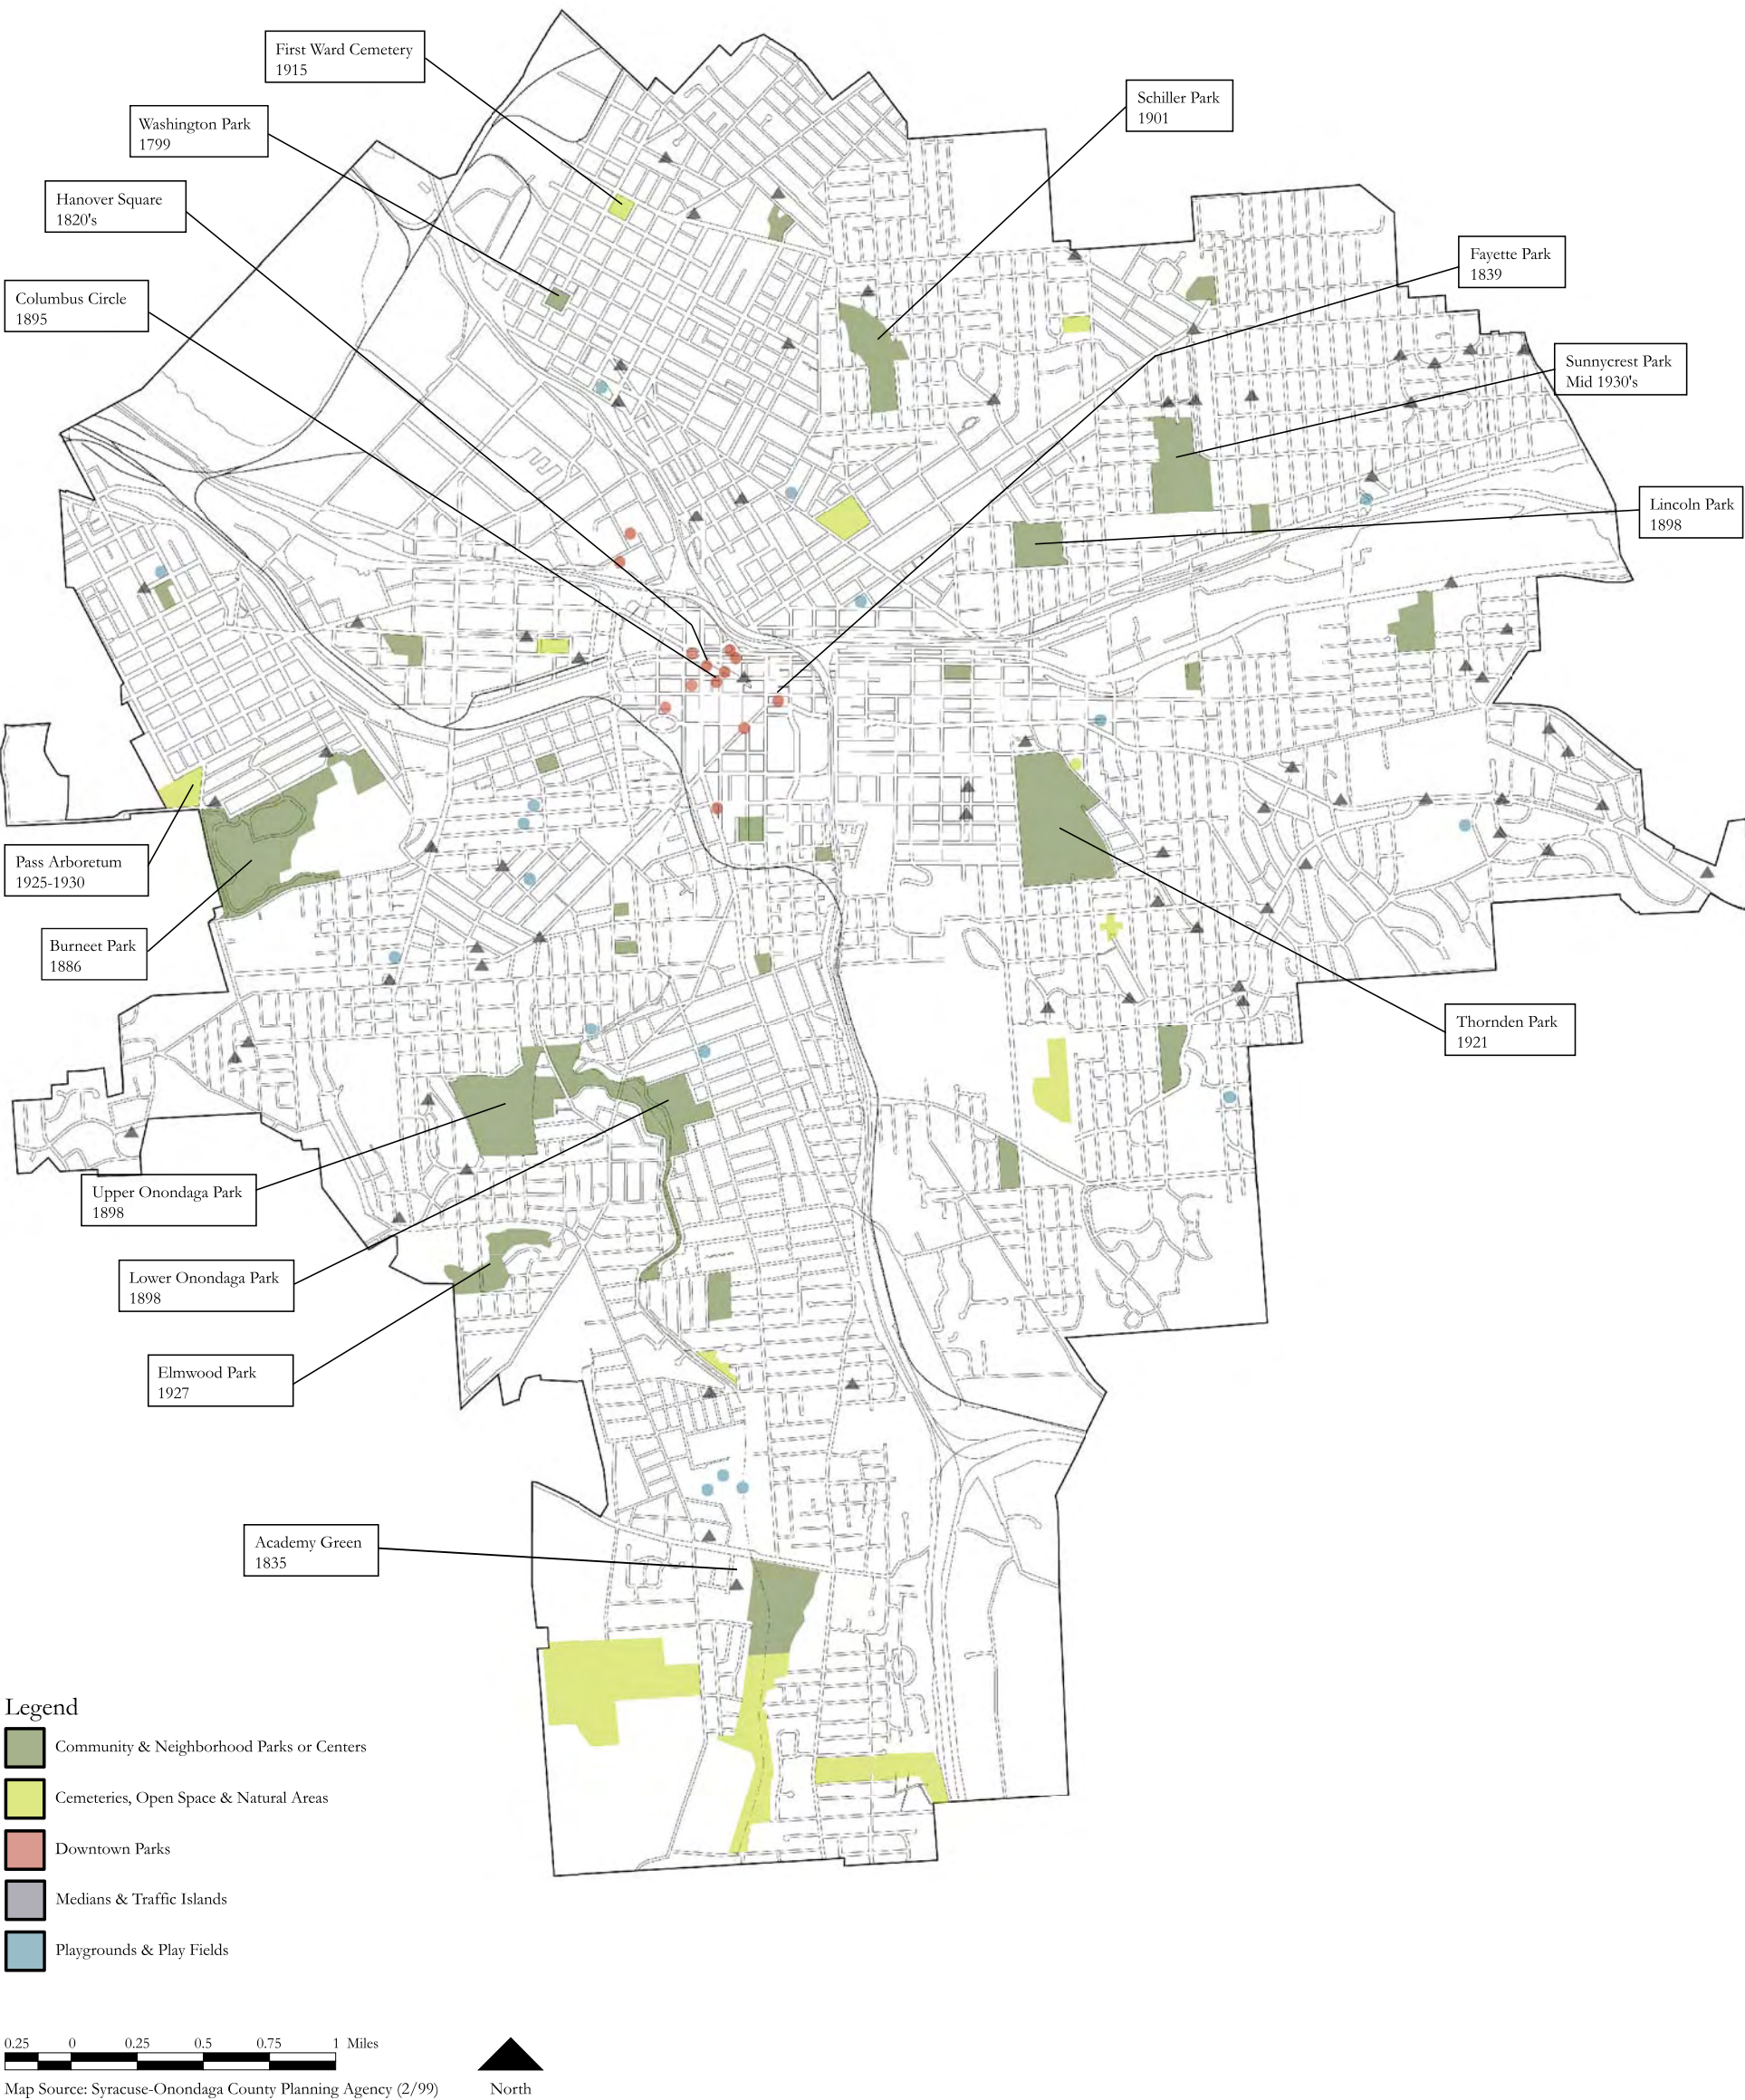 First Ward Cemetery
1915
Schiller Park
1901
Washington Park
1799
Hanover Square
1820's
Fayette Park
1839
Columbus Circle
1895
Sunnycrest Park
Mid 1930's
Lincoln Park
1898
Pass Arboretum
1925-1930
Burneet Park
1886
Thornden Park
1921
Upper Onondaga Park
1898
Lower Onondaga Park
1898
Elmwood Park
1927
Academy Green
1835
Legend
Community & Neighborhood Parks or Centers
Cemeteries, Open Space & Natural Areas
Downtown Parks
Medians & Traffic Islands
Playgrounds & Play Fields
0.25 0 0.25 0.5 0.75 1 Miles
Map Source: Syracuse-Onondaga County Planning Agency (2/99)
North